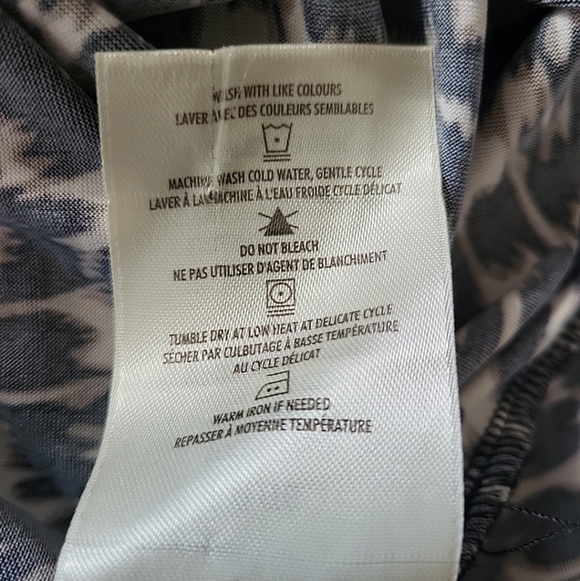 WASH WITH LIKE COLOURS
LAVER AVEC DES COULEURS SEMBLABLES
MACHINE WASH COLD WATER, GENTLE CYCLE
LAVER À LA MACHINE À L'EAU FROIDE CYCLE DÉLICAT
DO NOT BLEACH
NE PAS UTILISER D'AGENT DE BLANCHIMENT
TUMBLE DRY AT LOW HEAT AT DELICATE CYCLE
SÉCHER PAR CULBUTAGE À BASSE TEMPÉRATURE
AU CYCLE DÉLICAT
WARM IRON IF NEEDED
REPASSER À MOYENNE TEMPÉRATURE